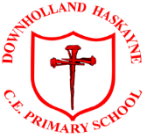 DOWNHOLLAND HASKAYNE
C.E. PRIMARY SCHOOL